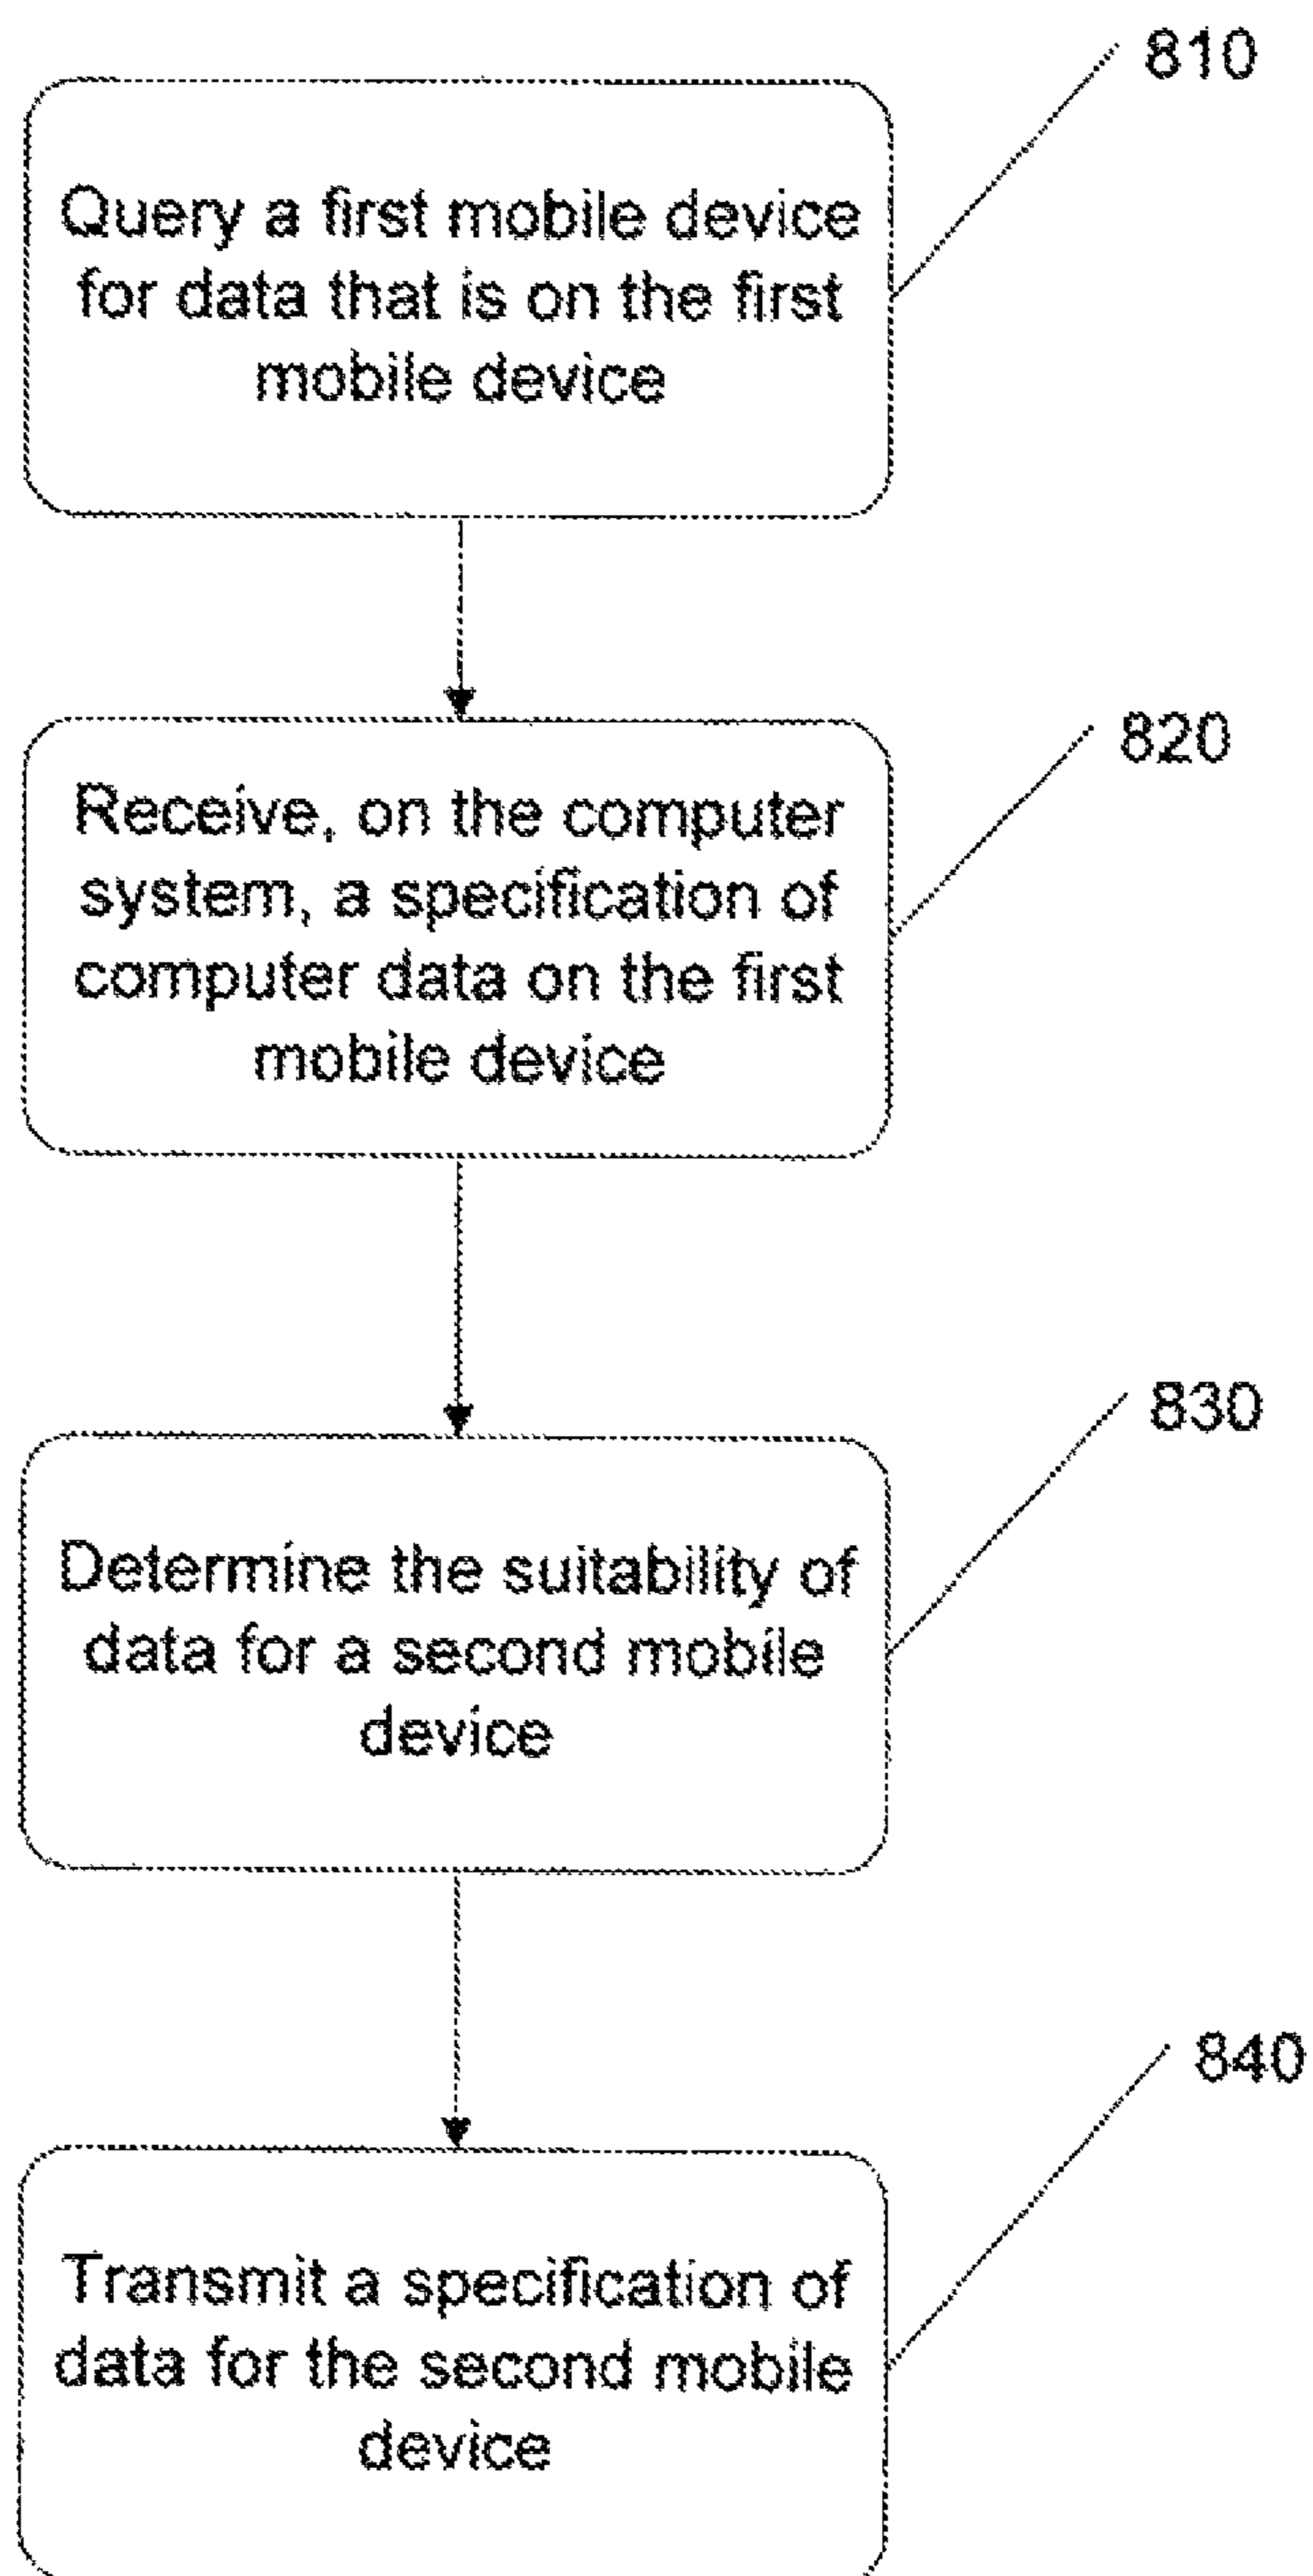 810
Query a first mobile device
for data that is on the first
mobile device
820
Receive, on the computer
system, a specification of
computer data on the first
mobile device
830
Determine the suitability of
data for a second mobile
device
840
Transmit a specification of
data for the second mobile
device